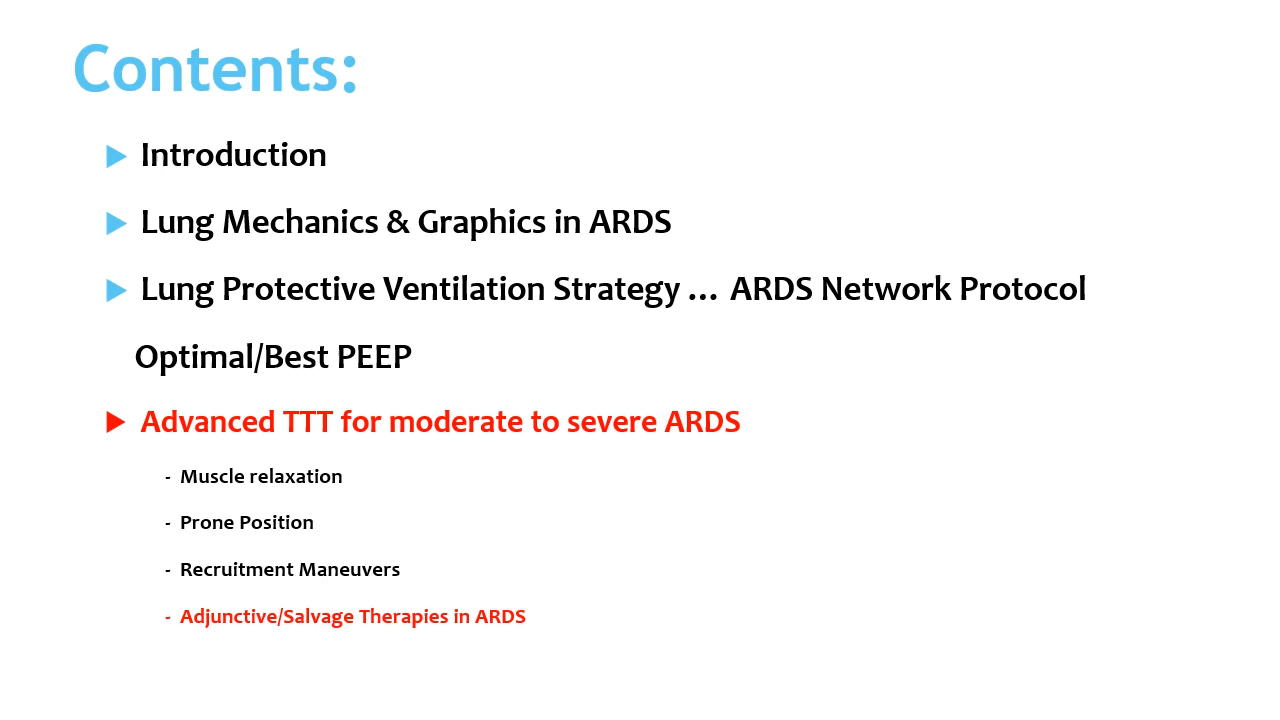 Contents:
Introduction
Lung Mechanics & Graphics in ARDS
Lung Protective Ventilation Strategy ... ARDS Network Protocol
Optimal/Best PEEP
Advanced TTT for moderate to severe ARDS
- Muscle relaxation
- Prone Position
- Recruitment Maneuvers
- Adjunctive/Salvage Therapies in ARDS